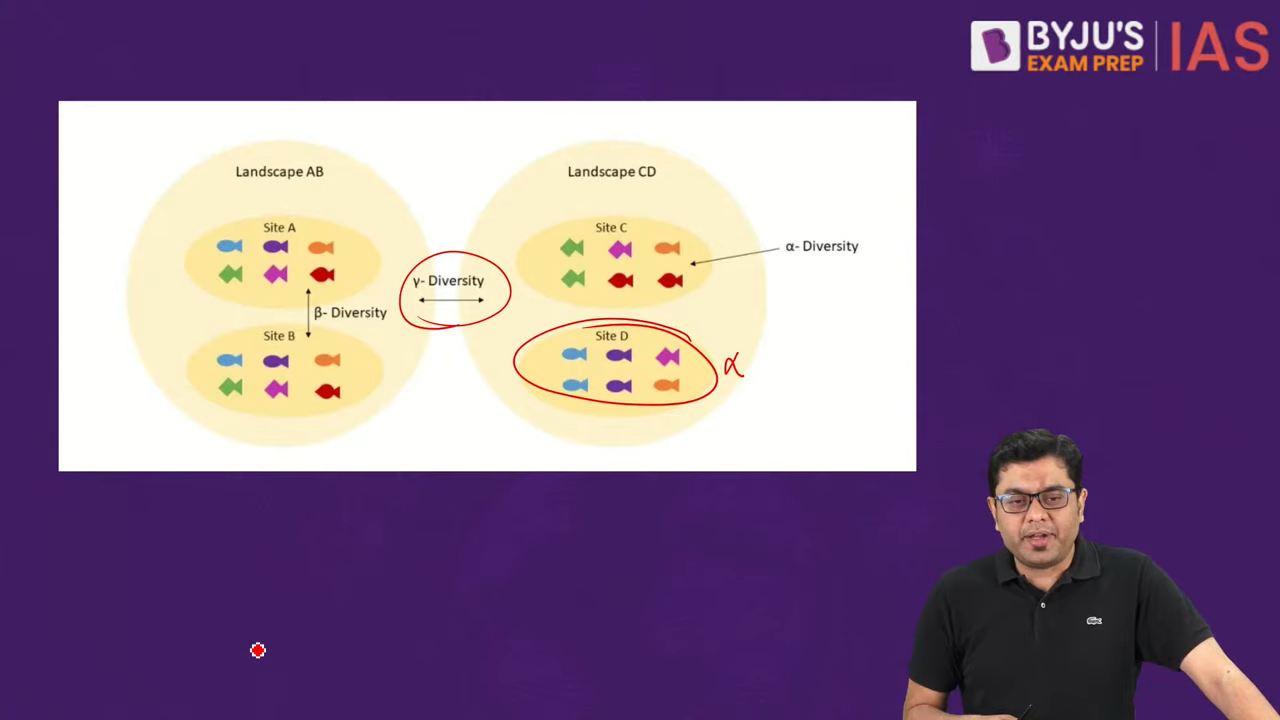 BYJU'S
EXAM PREP
IAS
Landscape AB
Landscape CD
Site A
Site C
α- Diversity
γ- Diversity
β- Diversity
Site B
Site D
α